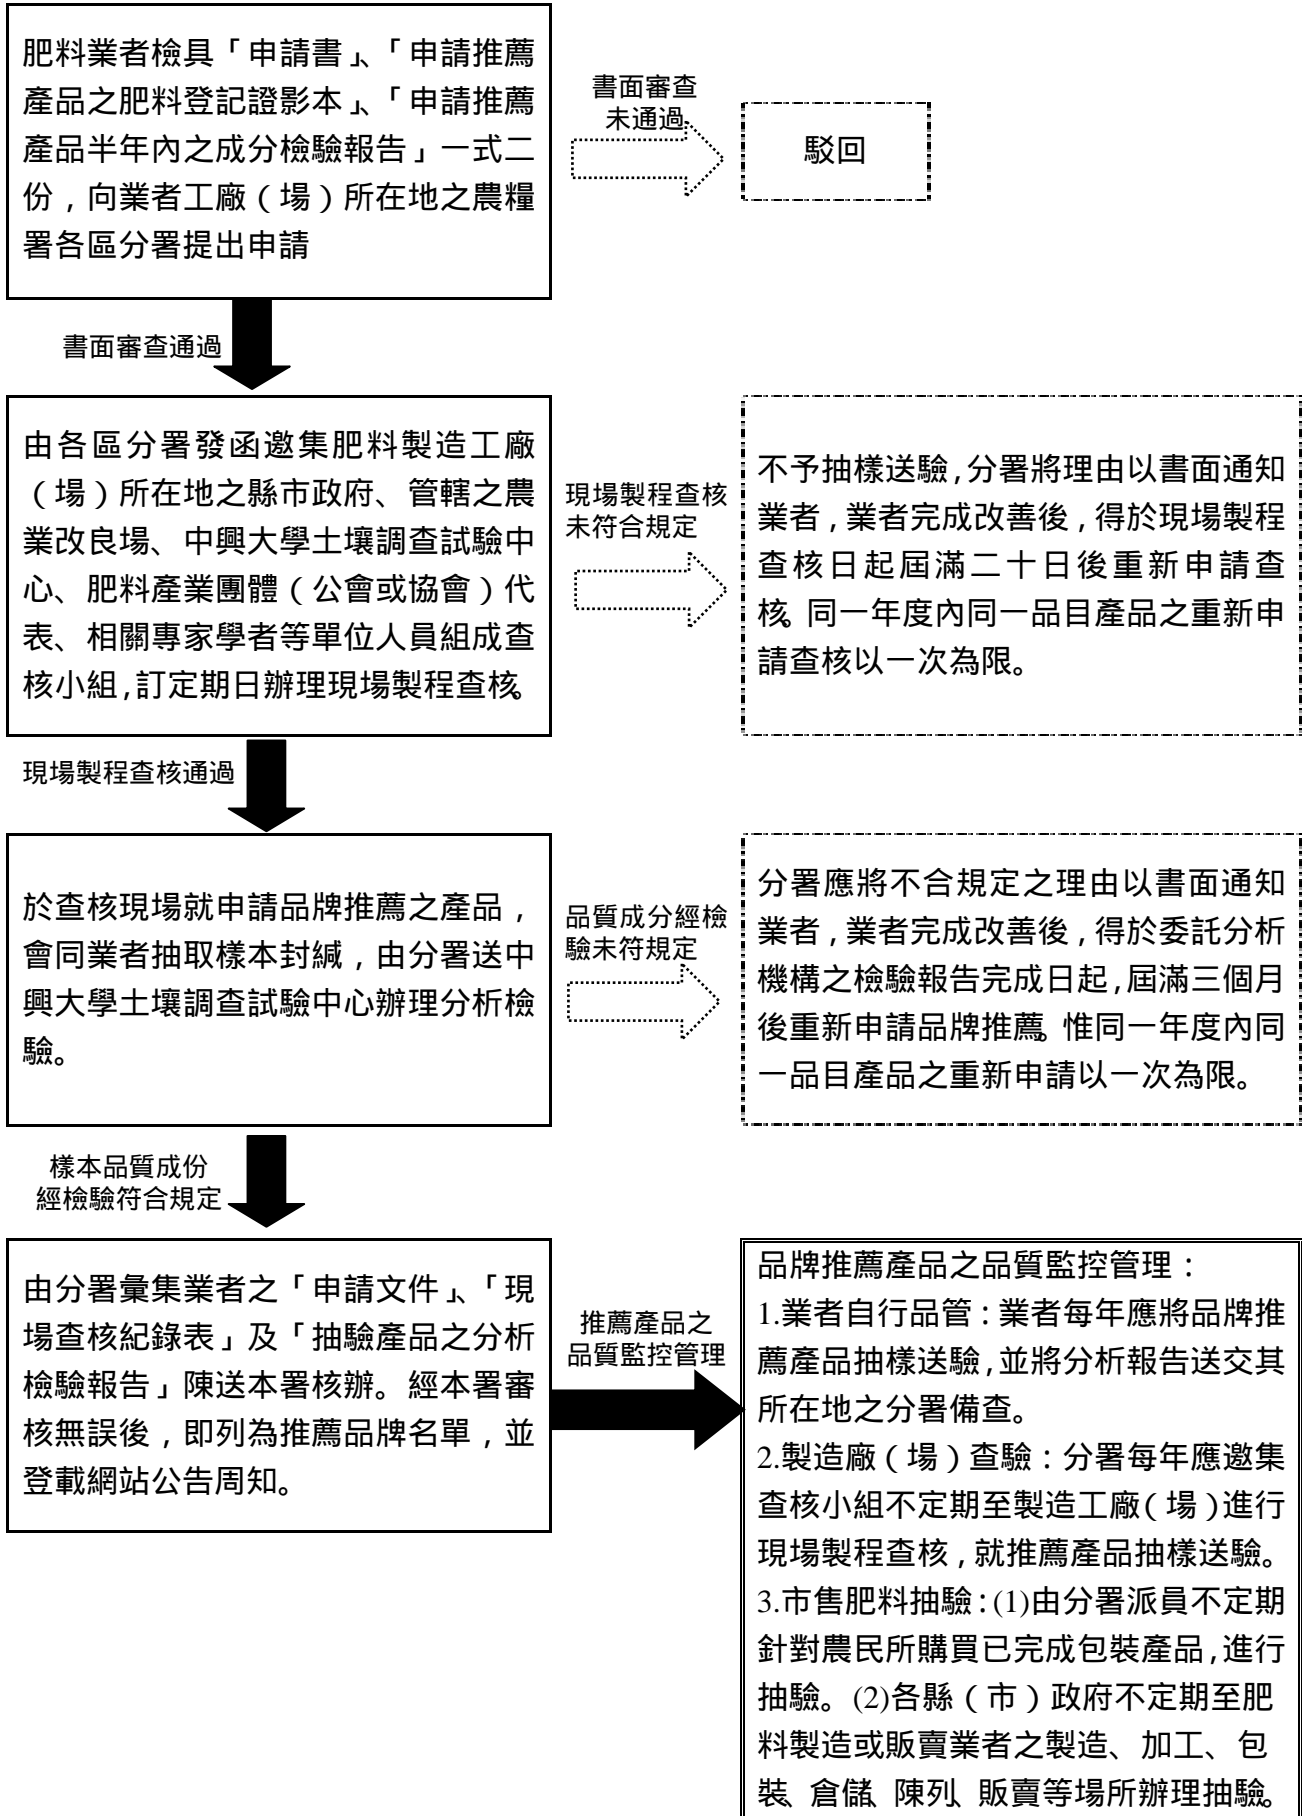 肥料業者檢具「申請書」、「申請推薦
產品之肥料登記證影本」、「申請推薦
產品半年內之成分檢驗報告」一式二
份，向業者工廠（場）所在地之農糧
署各區分署提出申請
書面審查
未通過
駁回
書面審查通過
由各區分署發函邀集肥料製造工廠
（場）所在地之縣市政府、管轄之農
業改良場、中興大學土壤調查試驗中
心、肥料產業團體（公會或協會）代
表、相關專家學者等單位人員組成查
核小組，訂定期日辦理現場製程查核。
現場製程查核
未符合規定
不予抽樣送驗，分署將理由以書面通知
業者，業者完成改善後，得於現場製程
查核日起屆滿二十日後重新申請查
核。同一年度內同一品目產品之重新申
請查核以一次為限。
現場製程查核通過
於查核現場就申請品牌推薦之產品，
會同業者抽取樣本封緘，由分署送中
興大學土壤調查試驗中心辦理分析檢
驗。
品質成分經檢
驗未符規定
分署應將不合規定之理由以書面通知
業者，業者完成改善後，得於委託分析
機構之檢驗報告完成日起，屆滿三個月
後重新申請品牌推薦。惟同一年度內同
一品目產品之重新申請以一次為限。
樣本品質成份
經檢驗符合規定
由分署彙集業者之「申請文件」、「現
場查核紀錄表」及「抽驗產品之分析
檢驗報告」陳送本署核辦。經本署審
核無誤後，即列為推薦品牌名單，並
登載網站公告周知。
推薦產品之
品質監控管理
品牌推薦產品之品質監控管理：
1.業者自行品管：業者每年應將品牌推
薦產品抽樣送驗，並將分析報告送交其
所在地之分署備查。
2.製造廠（場）查驗：分署每年應邀集
查核小組不定期至製造工廠（場）進行
現場製程查核，就推薦產品抽樣送驗。
3.市售肥料抽驗：(1)由分署派員不定期
針對農民所購買已完成包裝產品，進行
抽驗。(2)各縣（市）政府不定期至肥
料製造或販賣業者之製造、加工、包
裝、倉儲、陳列、販賣等場所辦理抽驗。